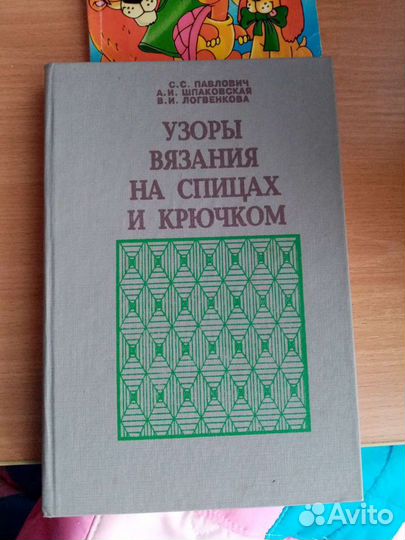 С.С. ПАВЛОВИЧ
А.И. ШПАКОВСКАЯ
В.И. ЛОГВЕНКОВА
УЗОРЫ
ВЯЗАНИЯ
НА СПИЦАХ
И КРЮЧКОМ
Avito